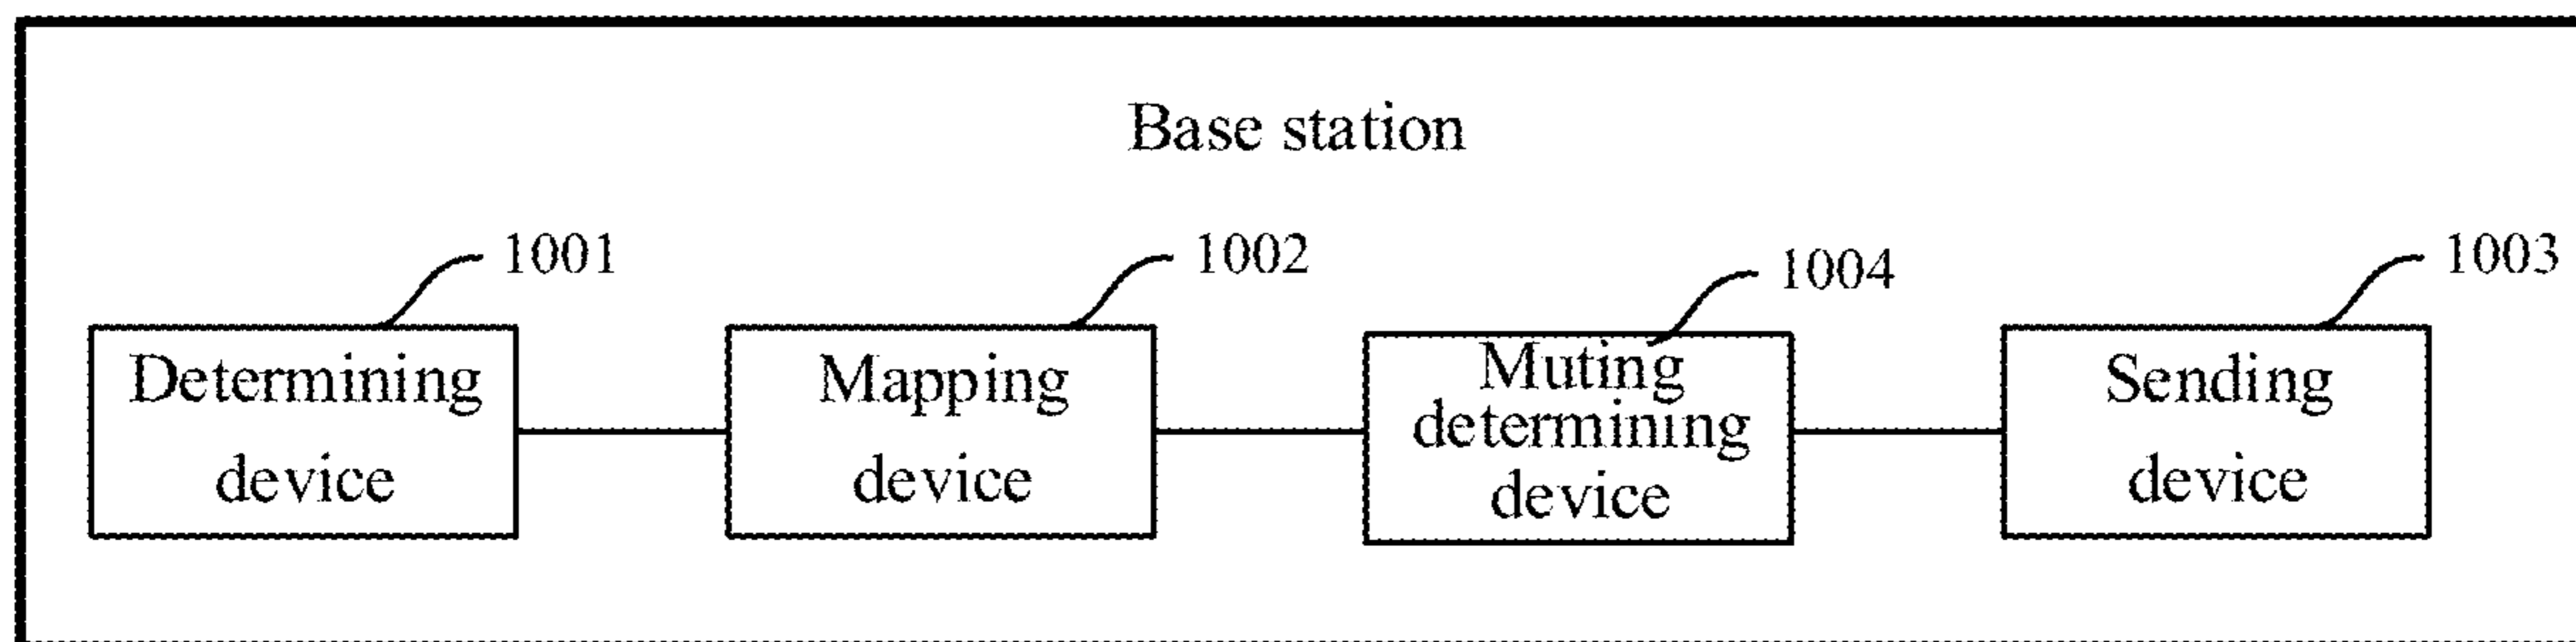 Base station
1001
1002
1004
1003
Determining
device
Mapping
device
Muting
determining
device
Sending
device